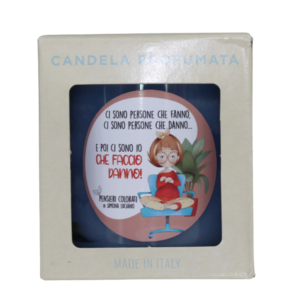 CANDELA PROFUMATA
CI SONO PERSONE CHE FANNO,
CI SONO PERSONE CHE DANNO...
E POI CI SONO IO
CHE FACCIO
DANNO!
PENSIERI COLORATI
MADE IN ITALY